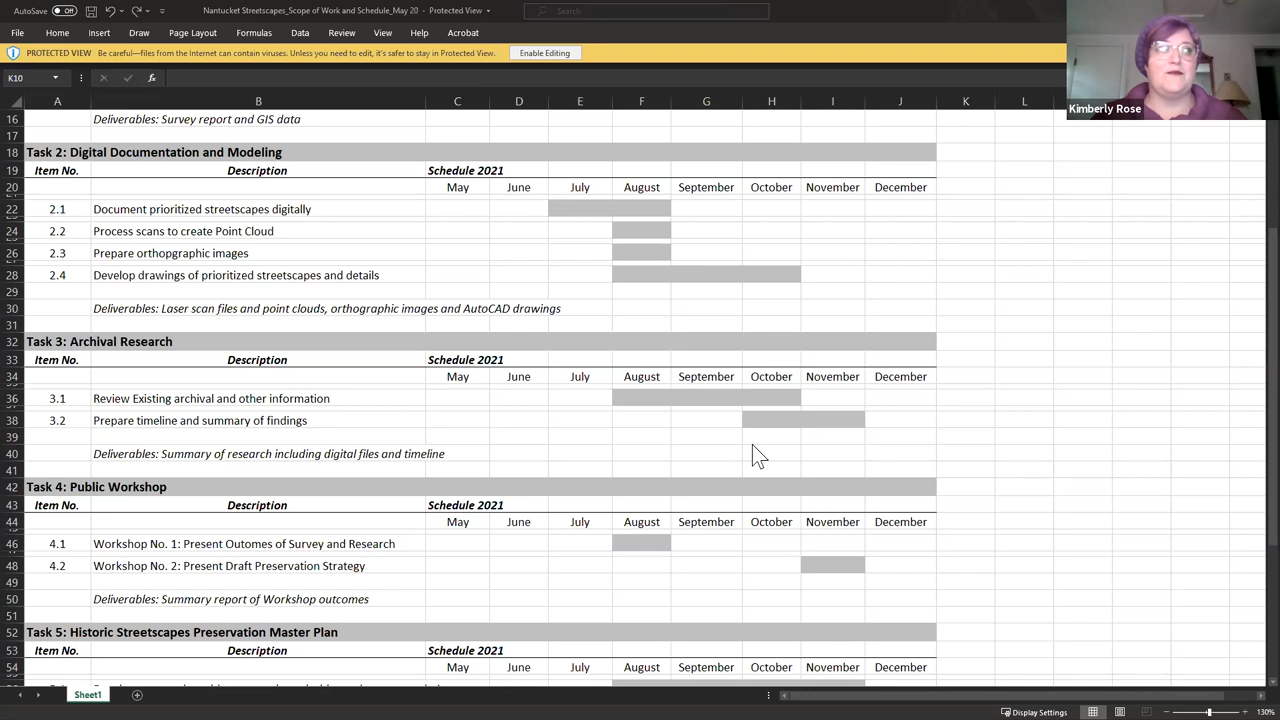 AutoSave Off Nantucket Streetscapes_Scope of Work and Schedule_May 20 - Protected View Search
File Home Insert Draw Page Layout Formulas Data Review View Help Acrobat
PROTECTED VIEW Be careful—files from the Internet can contain viruses. Unless you need to edit, it's safer to stay in Protected View. Enable Editing
K10 fx
Kimberly Rose
A B C D E F G H I J K L
16 Deliverables: Survey report and GIS data
17
18 Task 2: Digital Documentation and Modeling
19 Item No. Description Schedule 2021
20 May June July August September October November December
22 2.1 Document prioritized streetscapes digitally
24 2.2 Process scans to create Point Cloud
26 2.3 Prepare orthopgraphic images
28 2.4 Develop drawings of prioritized streetscapes and details
29
30 Deliverables: Laser scan files and point clouds, orthographic images and AutoCAD drawings
31
32 Task 3: Archival Research
33 Item No. Description Schedule 2021
34 May June July August September October November December
36 3.1 Review Existing archival and other information
38 3.2 Prepare timeline and summary of findings
39
40 Deliverables: Summary of research including digital files and timeline
41
42 Task 4: Public Workshop
43 Item No. Description Schedule 2021
44 May June July August September October November December
46 4.1 Workshop No. 1: Present Outcomes of Survey and Research
48 4.2 Workshop No. 2: Present Draft Preservation Strategy
49
50 Deliverables: Summary report of Workshop outcomes
51
52 Task 5: Historic Streetscapes Preservation Master Plan
53 Item No. Description Schedule 2021
54 May June July August September October November December
Sheet1
Display Settings 130%